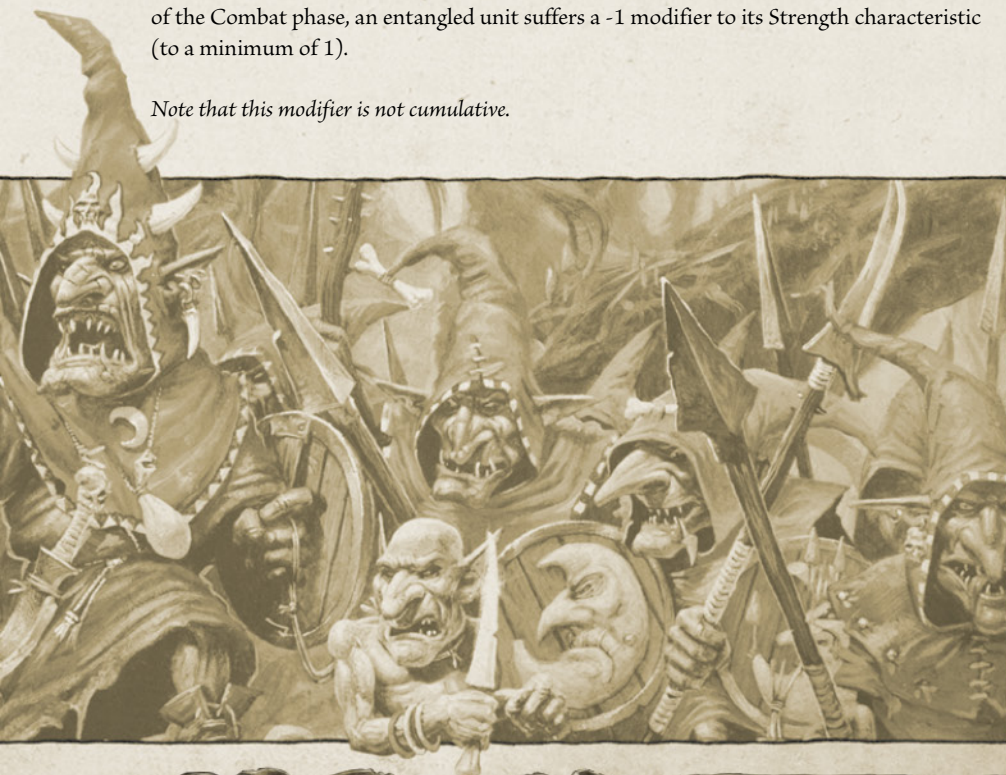 of the Combat phase, an entangled unit suffers a -1 modifier to its Strength characteristic
(to a minimum of 1).
Note that this modifier is not cumulative.